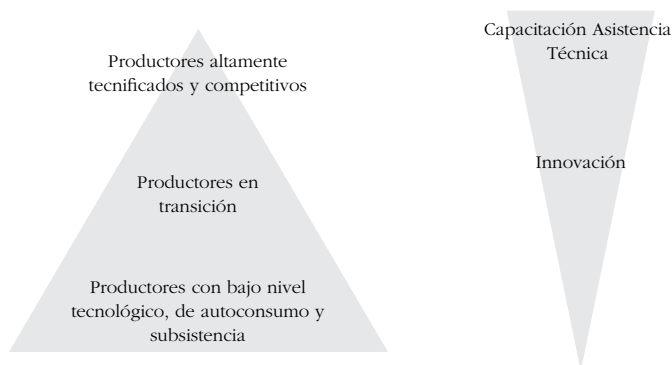 Productores altamente
tecnificados y competitivos
Productores en
transición
Productores con bajo nivel
tecnológico, de autoconsumo y
subsistencia
Capacitación Asistencia
Técnica
Innovación